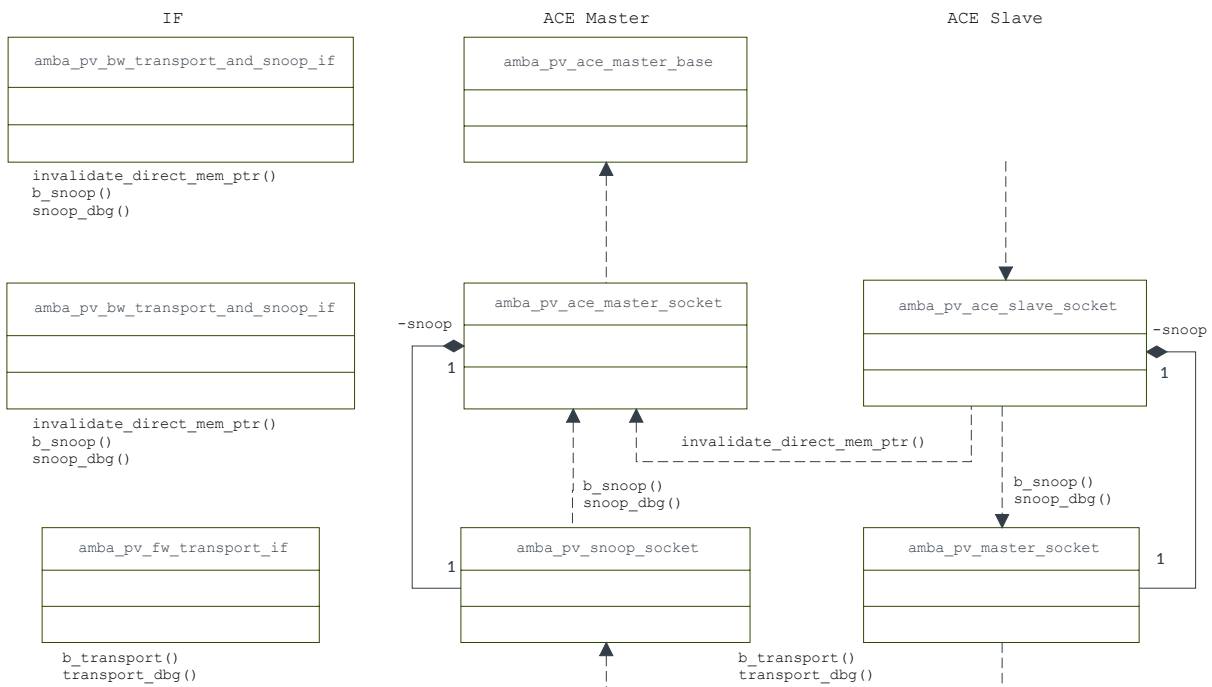 IF
ACE Master
ACE Slave
amba_pv_bw_transport_and_snoop_if
amba_pv_ace_master_base
invalidate_direct_mem_ptr()
b_snoop()
snoop_dbg()
amba_pv_bw_transport_and_snoop_if
amba_pv_ace_master_socket
amba_pv_ace_slave_socket
-snoop
-snoop
1
1
invalidate_direct_mem_ptr()
b_snoop()
snoop_dbg()
invalidate_direct_mem_ptr()
b_snoop()
snoop_dbg()
b_snoop()
snoop_dbg()
amba_pv_fw_transport_if
amba_pv_snoop_socket
amba_pv_master_socket
1
1
b_transport()
transport_dbg()
b_transport()
transport_dbg()